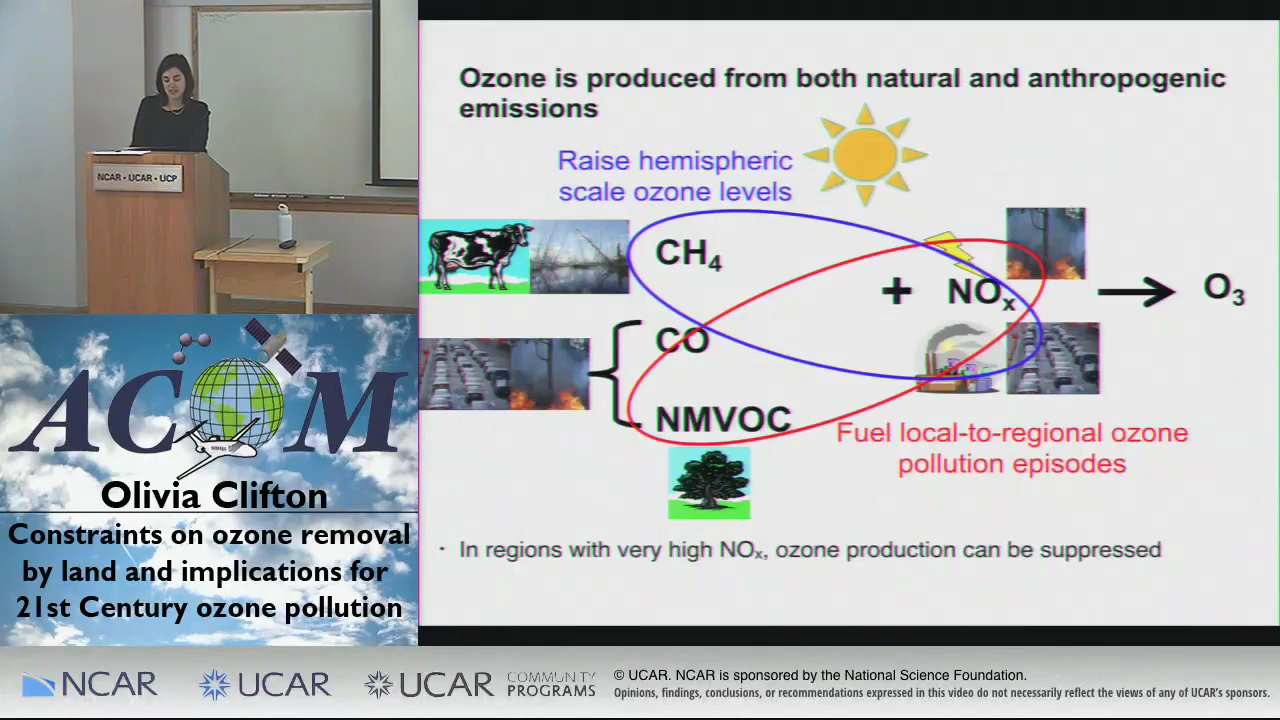 NCAR • UCAR • UCP
Ozone is produced from both natural and anthropogenic
emissions
Raise hemispheric
scale ozone levels
CH₄
+ NOₓ
O₃
CO
NMVOC
Fuel local-to-regional ozone
pollution episodes
· In regions with very high NOₓ, ozone production can be suppressed
ACOM
Olivia Clifton
Constraints on ozone removal
by land and implications for
21st Century ozone pollution
NCAR
UCAR
UCAR
COMMUNITY
PROGRAMS
© UCAR. NCAR is sponsored by the National Science Foundation.
Opinions, findings, conclusions, or recommendations expressed in this video do not necessarily reflect the views of any of UCAR's sponsors.